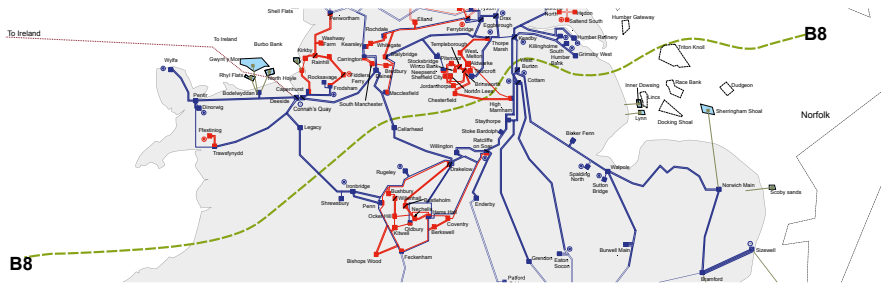 Shell Flats
Penwortham
Rochdale
Elland
Ferrybridge
Drax
Eggborough
Saltend South
Humber Gateway
B8
To Ireland
To Ireland
Burbo Bank
Washway
Farm
Kearsley
Whitegate
Stalybridge
Templeborough
Thorpe
Marsh
Keadby
Killingholme
Humber Refinery
South
Humber
Bank
Grimsby West
Triton Knoll
Wylfa
Gwynt y Mor
Kirkby
Rainhill
Carrington
Stocksbridge
Pitsmoor
Winco Bank
Neepsend
Sheffield City
Aldwarke
West
Burton
Rhyl Flats
North Hoyle
Rocksavage
Fiddlers
Ferry
Bredbury
Jordanthorpe
Brinsworth
Norton Lees
Cottam
Inner Dowsing
Race Bank
Dudgeon
Bodelwyddan
Capenhurst
Frodsham
Macclesfield
Chesterfield
Lincs
Pentir
Deeside
South Manchester
High
Marnham
Dinorwig
Connah's Quay
Lynn
Docking Shoal
Sherringham Shoal
Norfolk
Plestiniog
Legacy
Cellarhead
Staythorpe
Stoke Bardolph
Ratcliffe
on Soar
Bicker Fenn
Trawsfynydd
Willington
Rugeley
Drakelow
Spalding
North
Walpole
Sutton
Bridge
Ironbridge
Bushbury
Willenhall
Bustleholm
Norwich Main
Scoby sands
Shrewsbury
Penn
Nechells
Hams Hall
Enderby
Ocker Hill
Oldbury
Coventry
Kitwell
Berkswell
B8
Bishops Wood
Feckenham
Grendon
Eaton
Socon
Burwell Main
Sizewell
Patford
Bramford